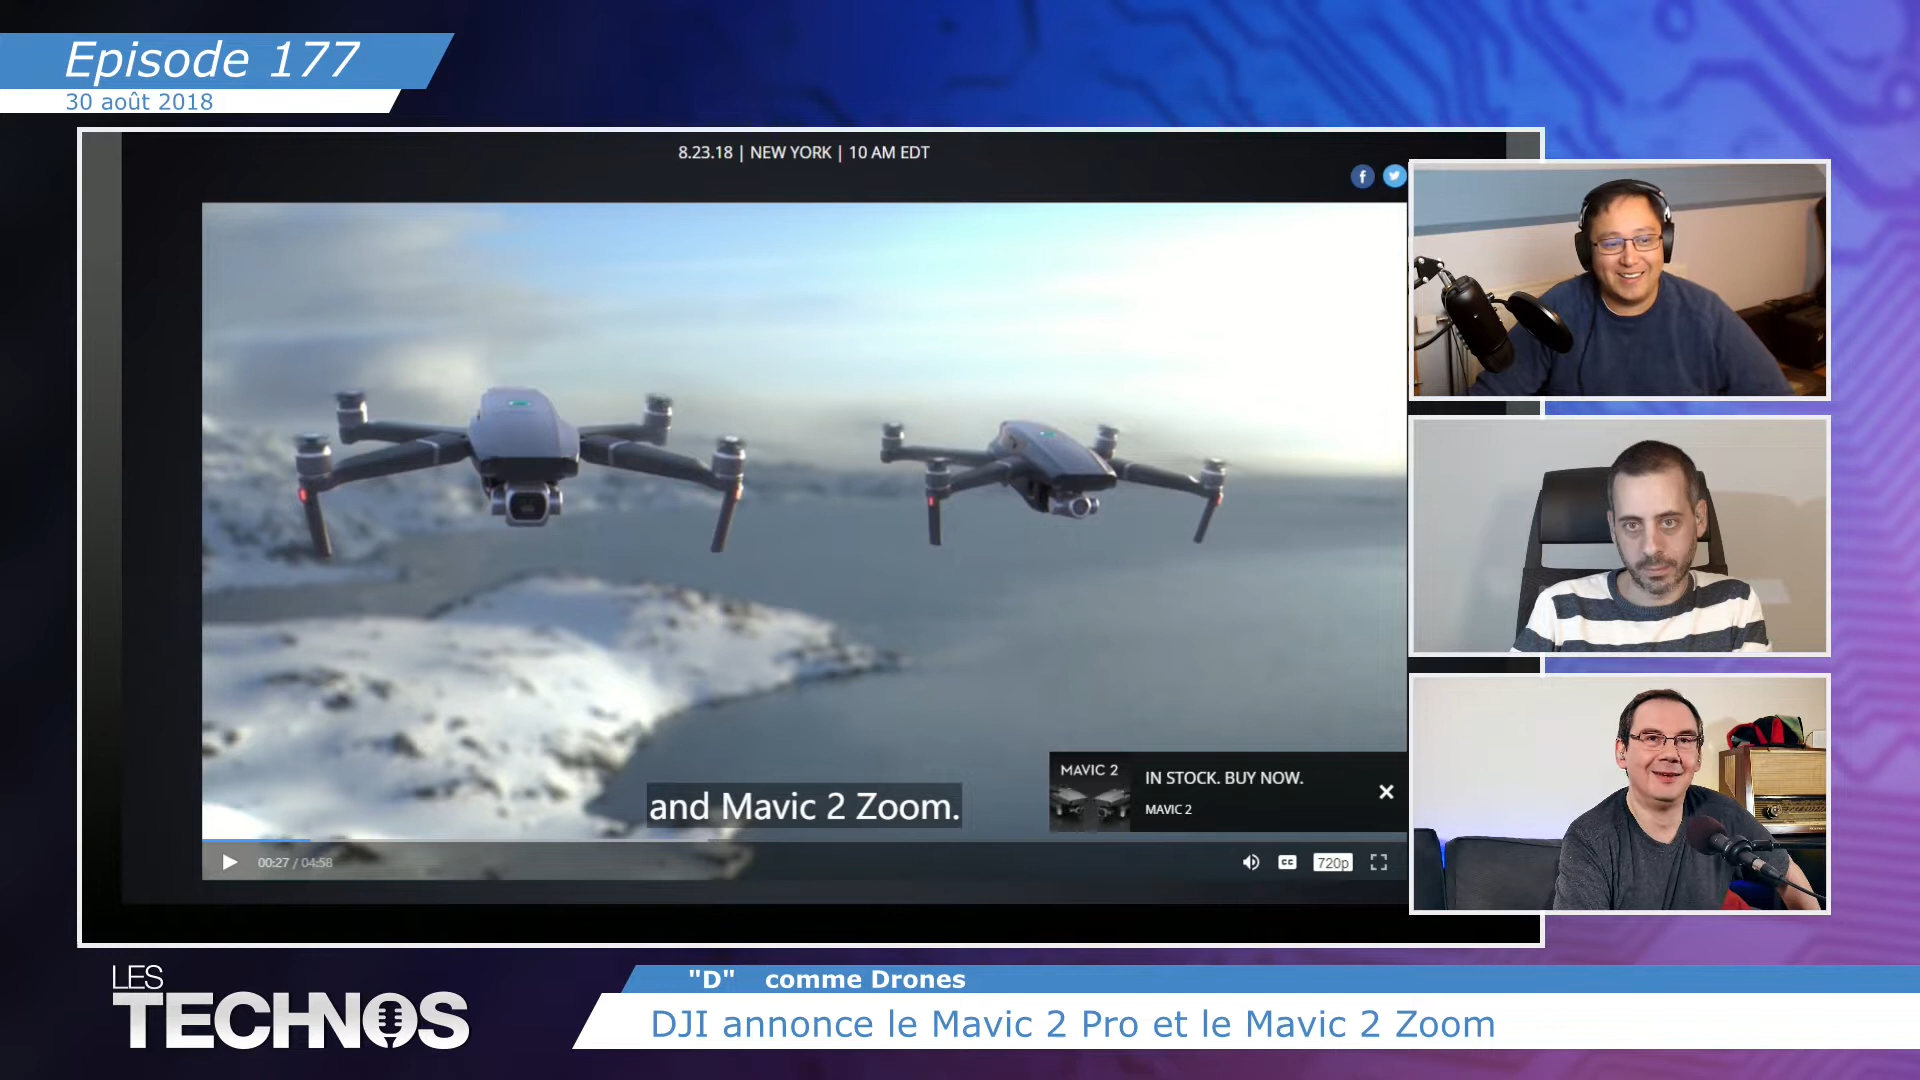 Episode 177
30 août 2018
8.23.18 | NEW YORK | 10 AM EDT
and Mavic 2 Zoom.
MAVIC 2
IN STOCK. BUY NOW.
MAVIC 2
00:27 / 04:58
CC
720p
LES
TECHNOS
"D" comme Drones
DJI annonce le Mavic 2 Pro et le Mavic 2 Zoom